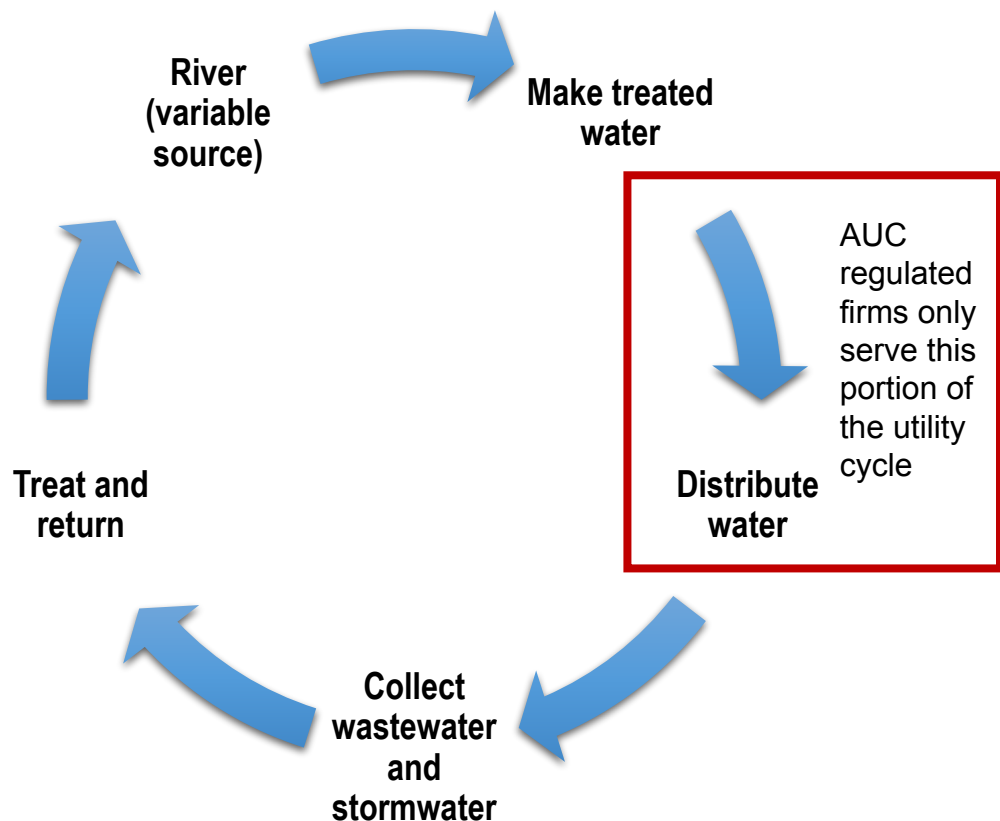 River
(variable
source)
Make treated
water
AUC
regulated
firms only
serve this
portion of
the utility
cycle
Distribute
water
Collect
wastewater
and
stormwater
Treat and
return